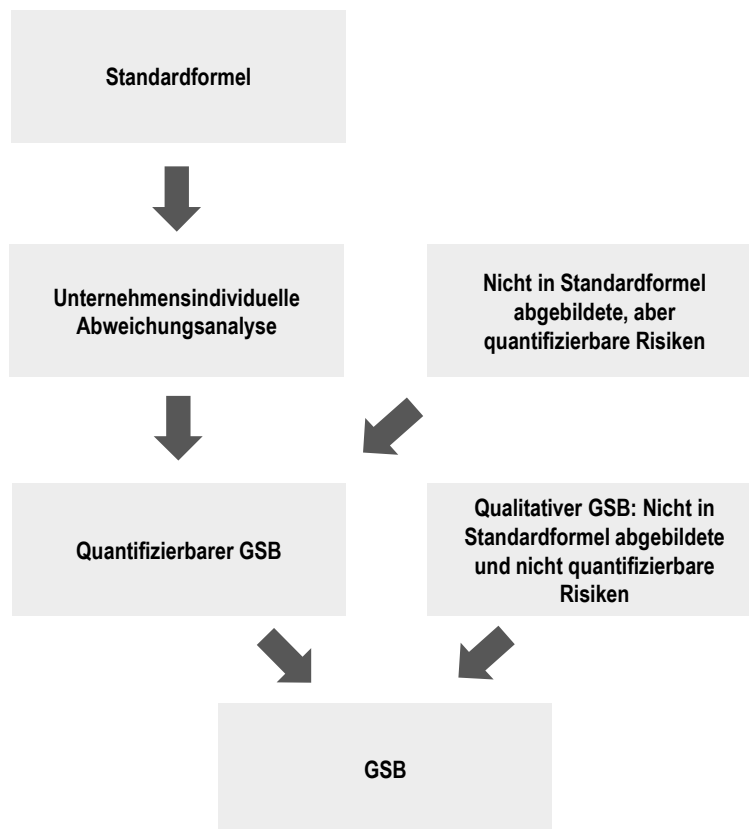 Standardformel
Unternehmensindividuelle
Abweichungsanalyse
Nicht in Standardformel
abgebildete, aber
quantifizierbare Risiken
Quantifizierbarer GSB
Qualitativer GSB: Nicht in
Standardformel abgebildete
und nicht quantifizierbare
Risiken
GSB